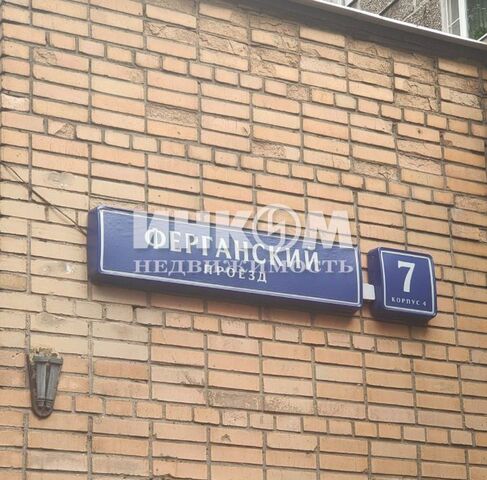 ИНКОМ
НЕДВИЖИМОСТЬ
ФЕРГАНСКИЙ
ПРОЕЗД
7
КОРПУС 4